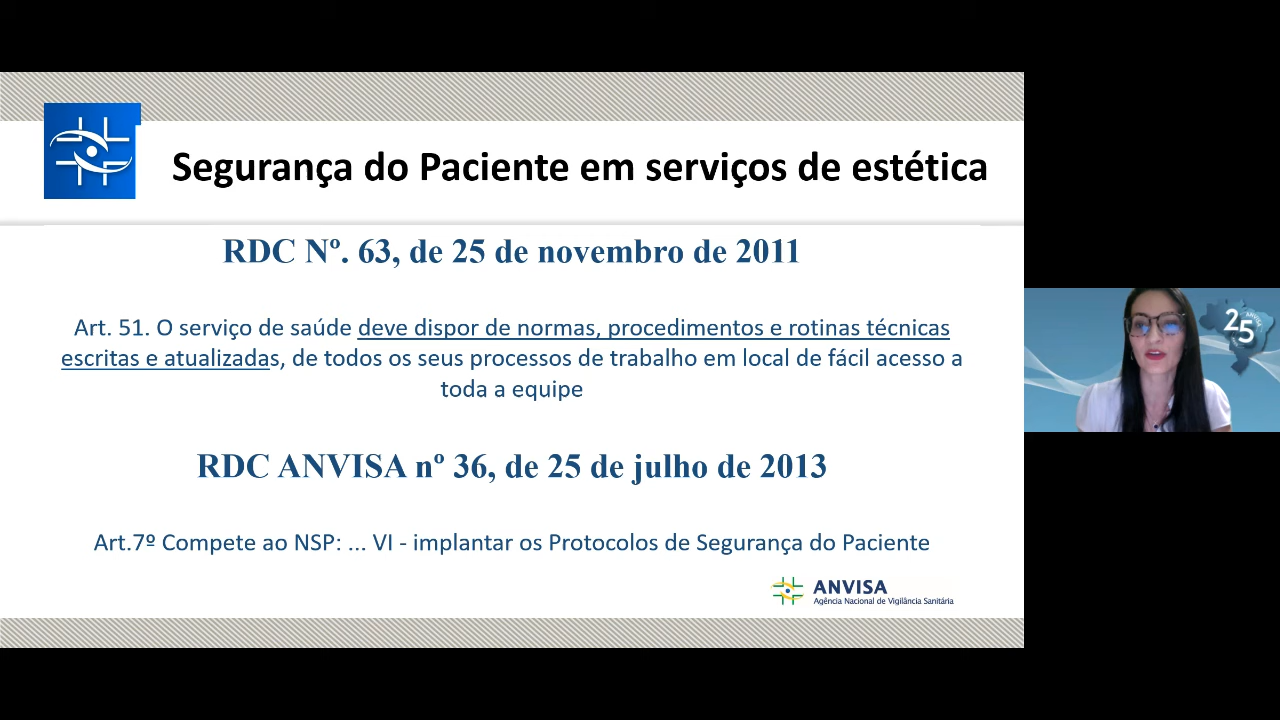 Segurança do Paciente em serviços de estética
RDC Nº. 63, de 25 de novembro de 2011
Art. 51. O serviço de saúde deve dispor de normas, procedimentos e rotinas técnicas
escritas e atualizadas, de todos os seus processos de trabalho em local de fácil acesso a
toda a equipe
RDC ANVISA nº 36, de 25 de julho de 2013
Art.7º Compete ao NSP: ... VI - implantar os Protocolos de Segurança do Paciente
ANVISA
Agência Nacional de Vigilância Sanitária
ANVISA
25